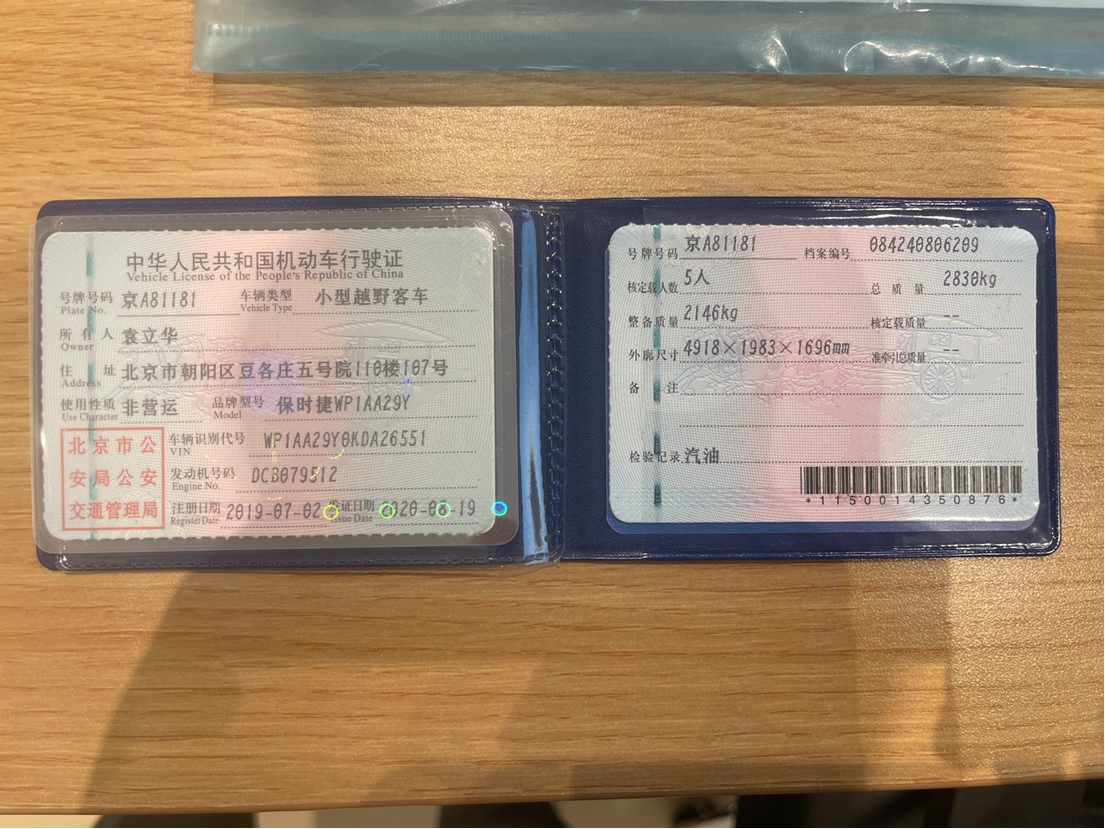 中华人民共和国机动车行驶证
Vehicle License of the People's Republic of China
号牌号码 京A81181 车辆类型 小型越野客车
Plate No. Vehicle Type
所有人 袁立华
Owner
住址 北京市朝阳区豆各庄五号院110楼107号
Address
使用性质 非营运 品牌型号 保时捷WP1AA29Y
Use Character Model
北京市公
安局公安
交通管理局
车辆识别代号 WP1AA29Y0KDA26551
VIN
发动机号码 DCB079512
Engine No.
注册日期 2019-07-02 发证日期 2020-08-19
Register Date Issue Date
号牌号码 京A81181 档案编号 084240806209
核定载人数 5人 总质量 2830kg
整备质量 2146kg 核定载质量 --
外廓尺寸 4918×1983×1696mm 准牵引总质量 --
备注
检验记录 汽油
*1150014350876*